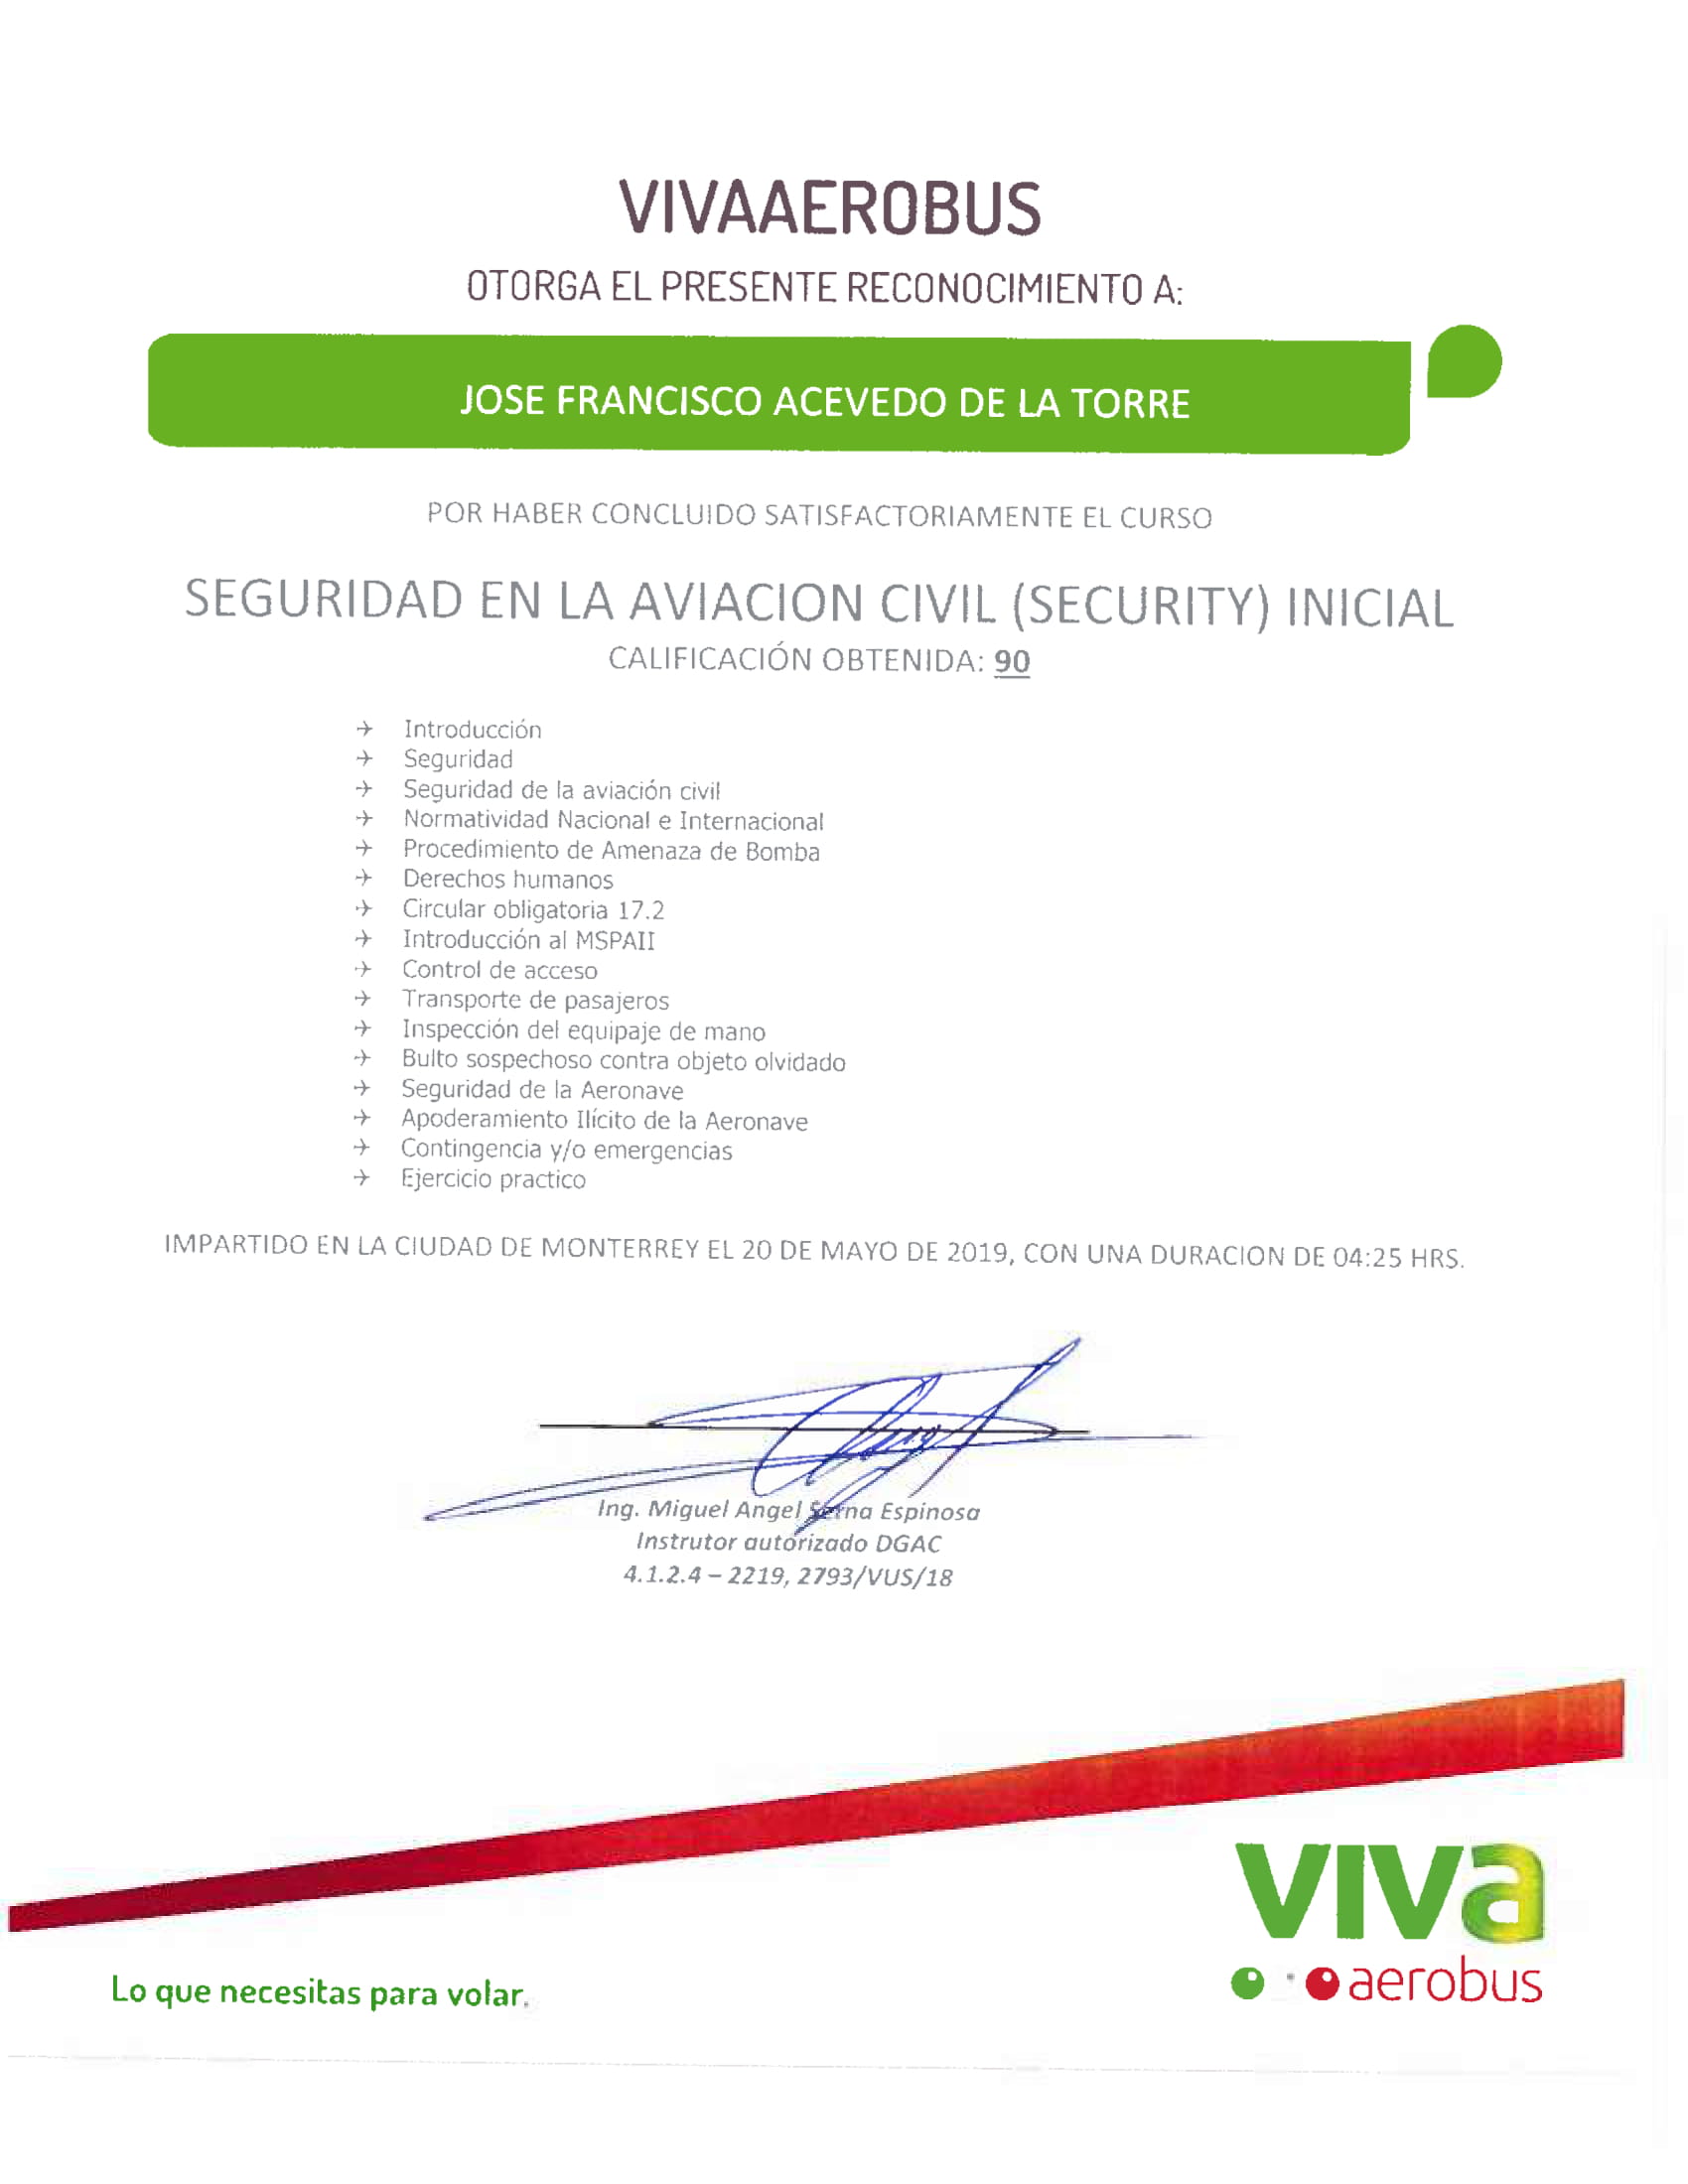 VIVAAEROBUS
OTORGA EL PRESENTE RECONOCIMIENTO A:
JOSE FRANCISCO ACEVEDO DE LA TORRE
POR HABER CONCLUIDO SATISFACTORIAMENTE EL CURSO
SEGURIDAD EN LA AVIACION CIVIL (SECURITY) INICIAL
CALIFICACIÓN OBTENIDA: 90
Introducción
Seguridad
Seguridad de la aviación civil
Normatividad Nacional e Internacional
Procedimiento de Amenaza de Bomba
Derechos humanos
Circular obligatoria 17.2
Introducción al MSPAII
Control de acceso
Transporte de pasajeros
Inspección del equipaje de mano
Bulto sospechoso contra objeto olvidado
Seguridad de la Aeronave
Apoderamiento Ilícito de la Aeronave
Contingencia y/o emergencias
Ejercicio practico
IMPARTIDO EN LA CIUDAD DE MONTERREY EL 20 DE MAYO DE 2019, CON UNA DURACION DE 04:25 HRS.
Ing. Miguel Angel Serna Espinosa
Instrutor autorizado DGAC
4.1.2.4 – 2219, 2793/VUS/18
viva
aerobus
Lo que necesitas para volar.